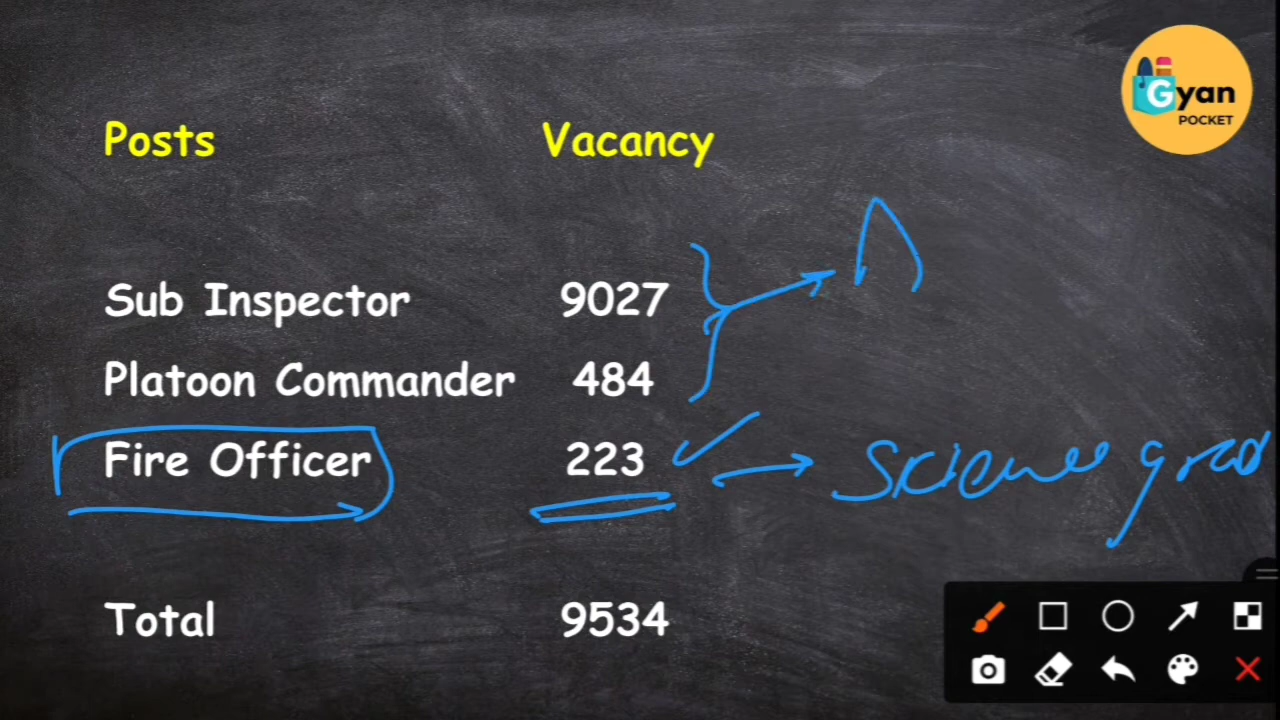 Gyan
POCKET
Posts Vacancy
Sub Inspector 9027
Platoon Commander 484
Fire Officer 223
Science grad
Total 9534